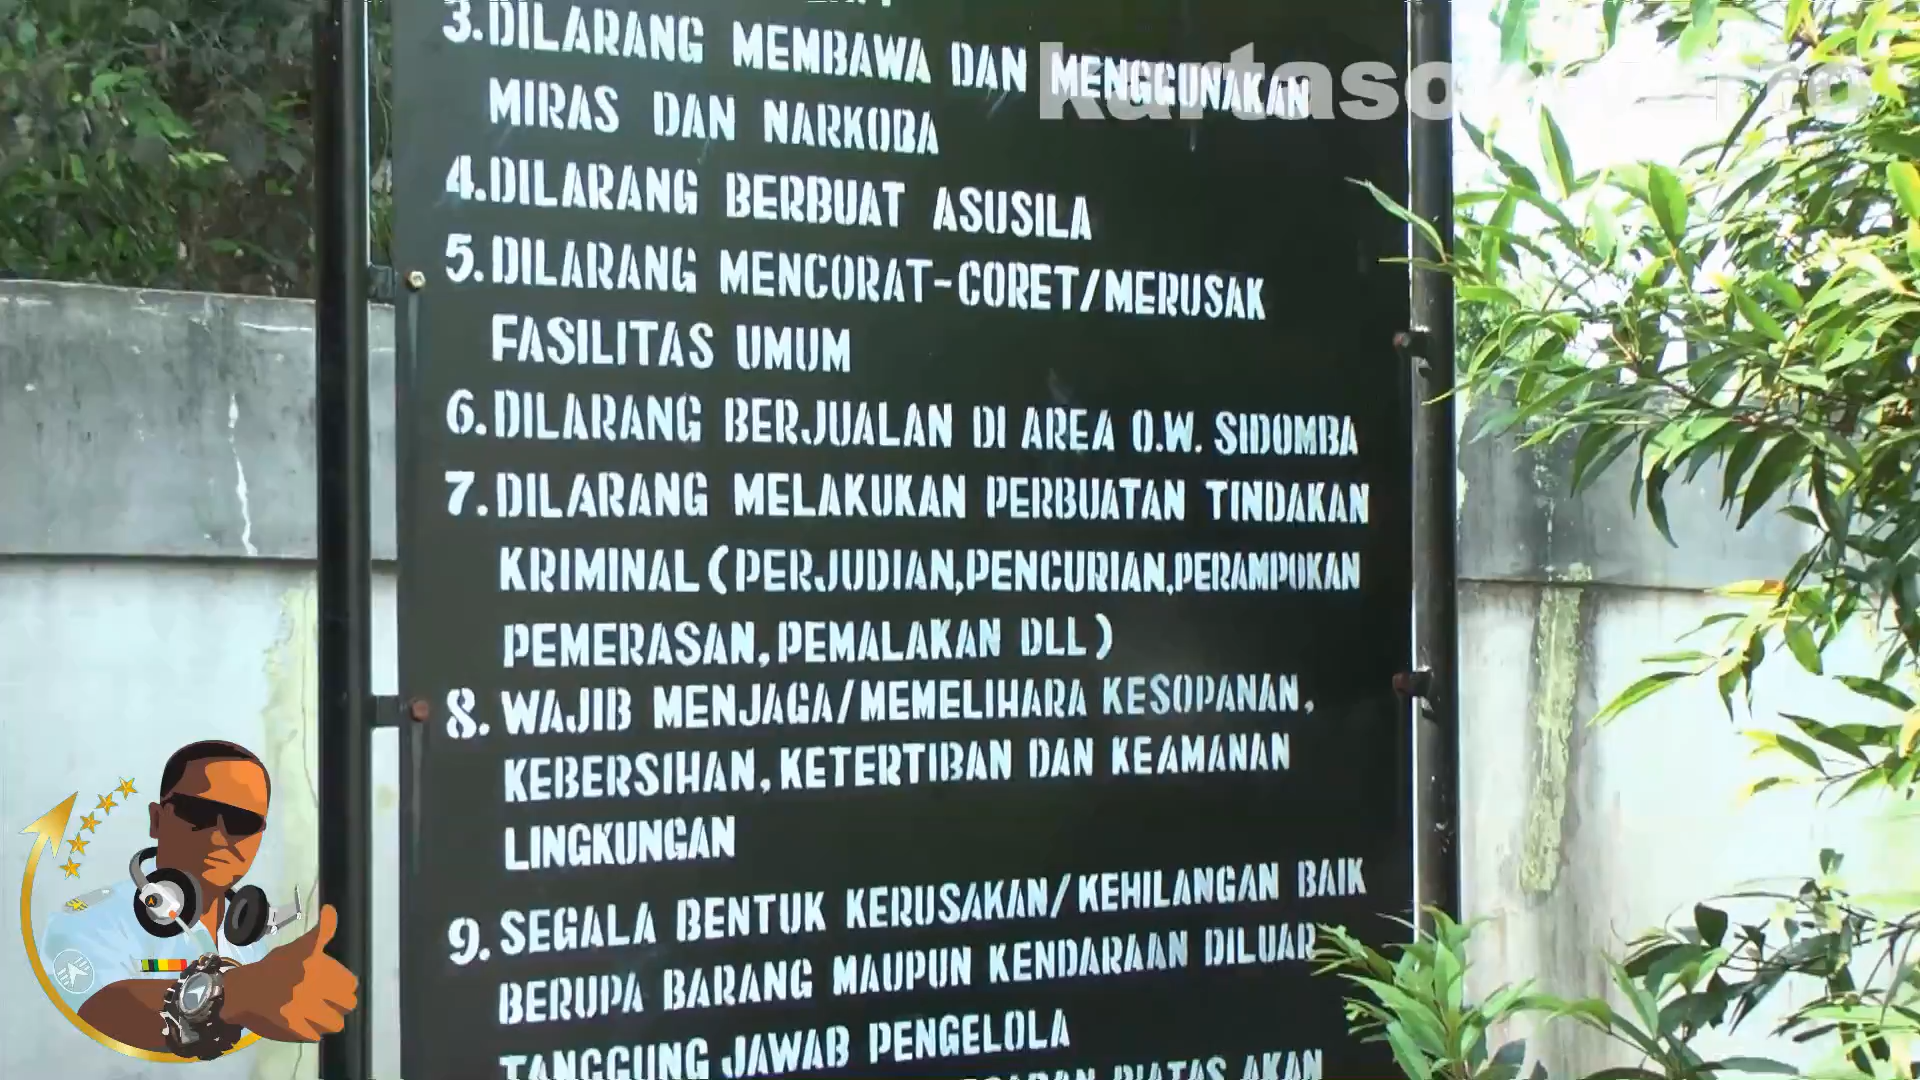 3.DILARANG MEMBAWA DAN MENGGUNAKAN
MIRAS DAN NARKOBA
4.DILARANG BERBUAT ASUSILA
5.DILARANG MENCORAT-CORET/MERUSAK
FASILITAS UMUM
6.DILARANG BERJUALAN DI AREA O.W. SIDOMBA
7.DILARANG MELAKUKAN PERBUATAN TINDAKAN
KRIMINAL(PERJUDIAN,PENCURIAN,PERAMPOKAN
PEMERASAN,PEMALAKAN DLL)
8. WAJIB MENJAGA/MEMELIHARA KESOPANAN,
KEBERSIHAN,KETERTIBAN DAN KEAMANAN
LINGKUNGAN
9. SEGALA BENTUK KERUSAKAN/KEHILANGAN BAIK
BERUPA BARANG MAUPUN KENDARAAN DILUAR
TANGGUNG JAWAB PENGELOLA
DIATAS AKAN